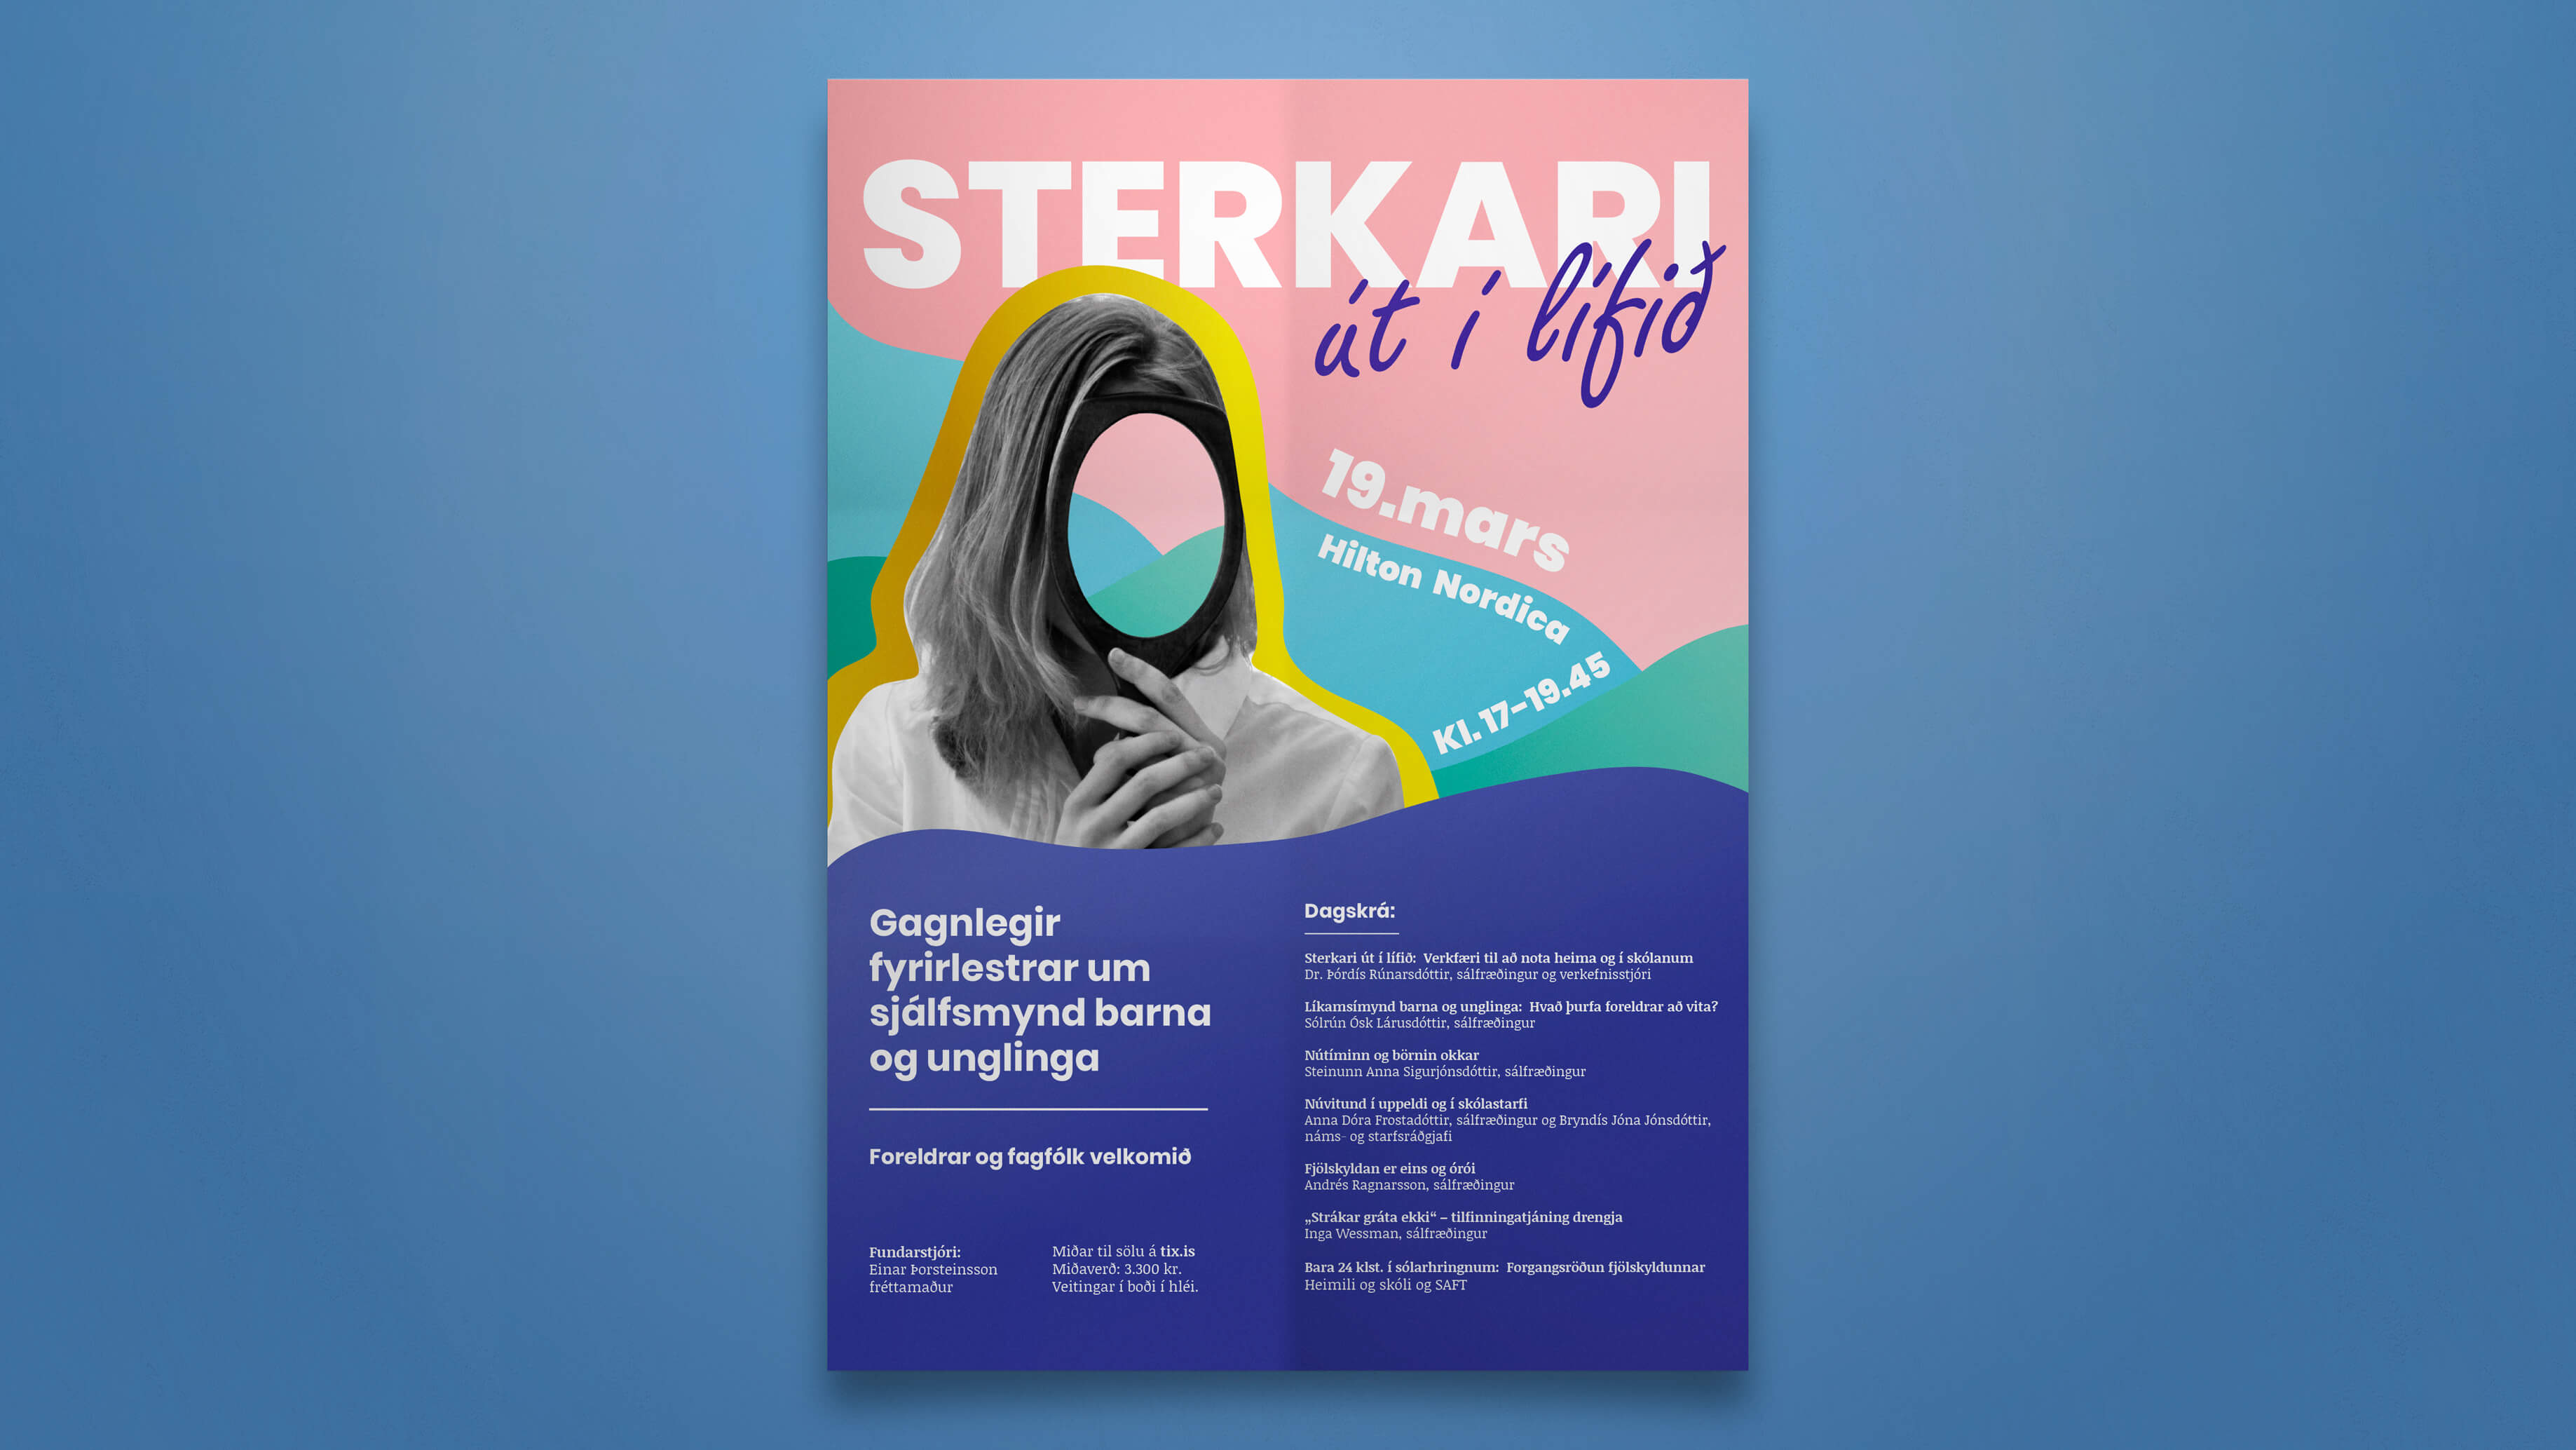 STERKARI
út í lífið
19.mars
Hilton Nordica
Kl. 17–19.45
Gagnlegir
fyrirlestrar um
sjálfsmynd barna
og unglinga
Foreldrar og fagfólk velkomið
Fundarstjóri:
Einar Þorsteinsson
fréttamaður
Miðar til sölu á tix.is
Miðaverð: 3.300 kr.
Veitingar í boði í hléi.
Dagskrá:
Sterkari út í lífið: Verkfæri til að nota heima og í skólanum
Dr. Þórdís Rúnarsdóttir, sálfræðingur og verkefnisstjóri
Líkamsímynd barna og unglinga: Hvað þurfa foreldrar að vita?
Sólrún Ósk Lárusdóttir, sálfræðingur
Nútíminn og börnin okkar
Steinunn Anna Sigurjónsdóttir, sálfræðingur
Núvitund í uppeldi og í skólastarfi
Anna Dóra Frostadóttir, sálfræðingur og Bryndís Jóna Jónsdóttir,
náms- og starfsráðgjafi
Fjölskyldan er eins og órói
Andrés Ragnarsson, sálfræðingur
„Strákar gráta ekki“ – tilfinningatjáning drengja
Inga Wessman, sálfræðingur
Bara 24 klst. í sólarhringnum: Forgangsröðun fjölskyldunnar
Heimili og skóli og SAFT